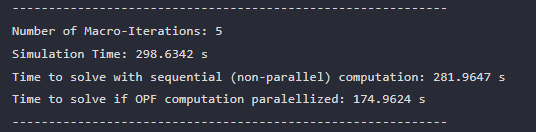 ------------------------------------------------------------
Number of Macro-Iterations: 5
Simulation Time: 298.6342 s
Time to solve with sequential (non-parallel) computation: 281.9647 s
Time to solve if OPF computation paralellized: 174.9624 s
------------------------------------------------------------